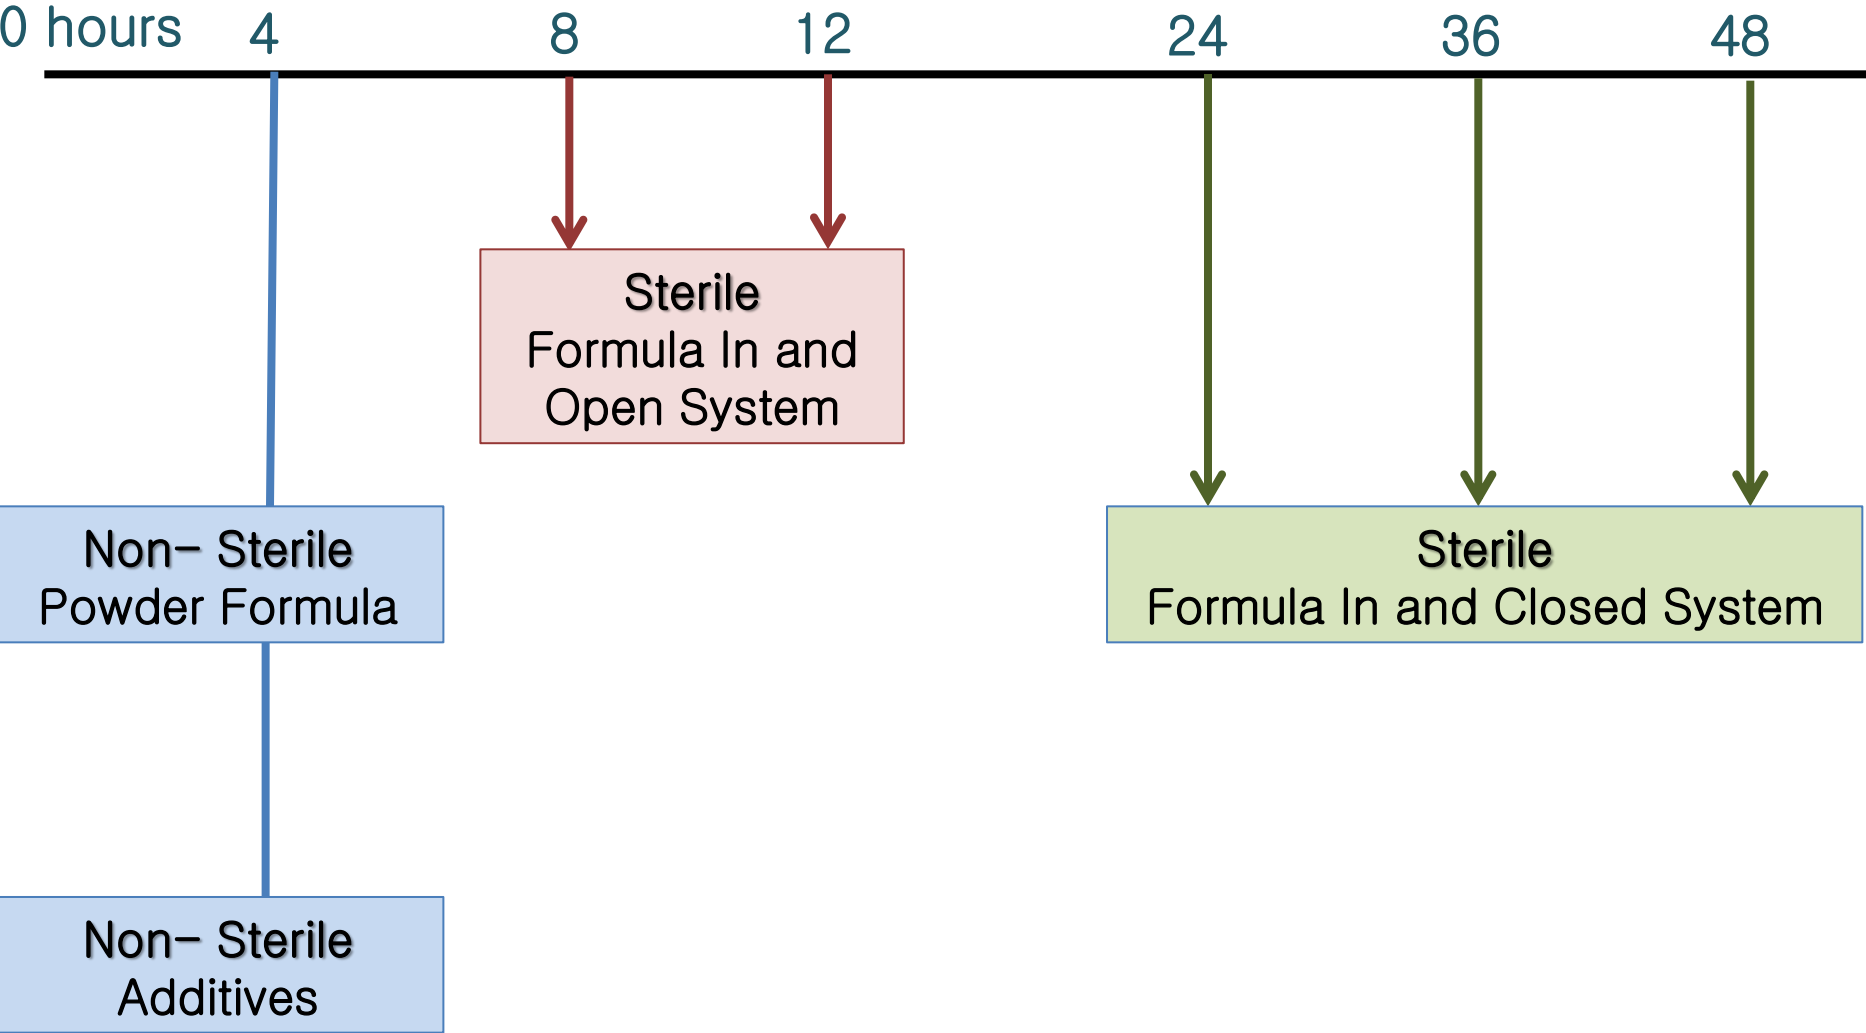 0 hours 4 8 12 24 36 48
Sterile
Formula In and
Open System
Non- Sterile
Powder Formula
Sterile
Formula In and Closed System
Non- Sterile
Additives